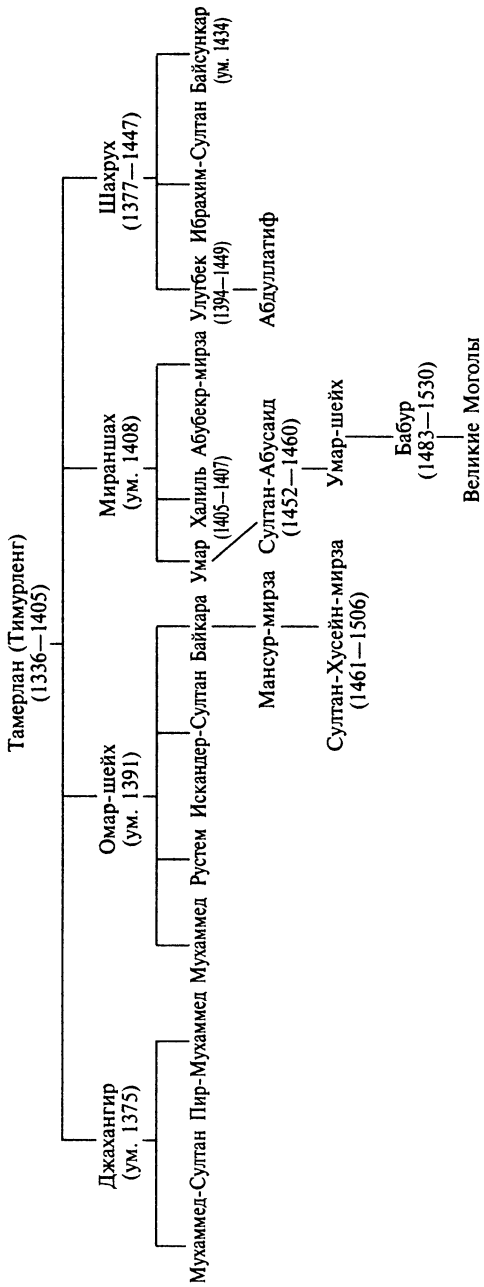 Тамерлан (Тимурленг)
(1336—1405)
Джахангир
(ум. 1375)
Омар-шейх
(ум. 1391)
Мираншах
(ум. 1408)
Шахрух
(1377—1447)
Мухаммед-Султан Пир-Мухаммед Мухаммед Рустем Искандер-Султан Байкара Умар Халиль Абубекр-мирза Улугбек Ибрахим-Султан Байсункар
(1405—1407)
(1394—1449)
(ум. 1434)
Мансур-мирза
Султан-Абусаид
(1452—1460)
Абдуллатиф
Султан-Хусейн-мирза
(1461—1506)
Умар-шейх
Бабур
(1483—1530)
Великие Моголы